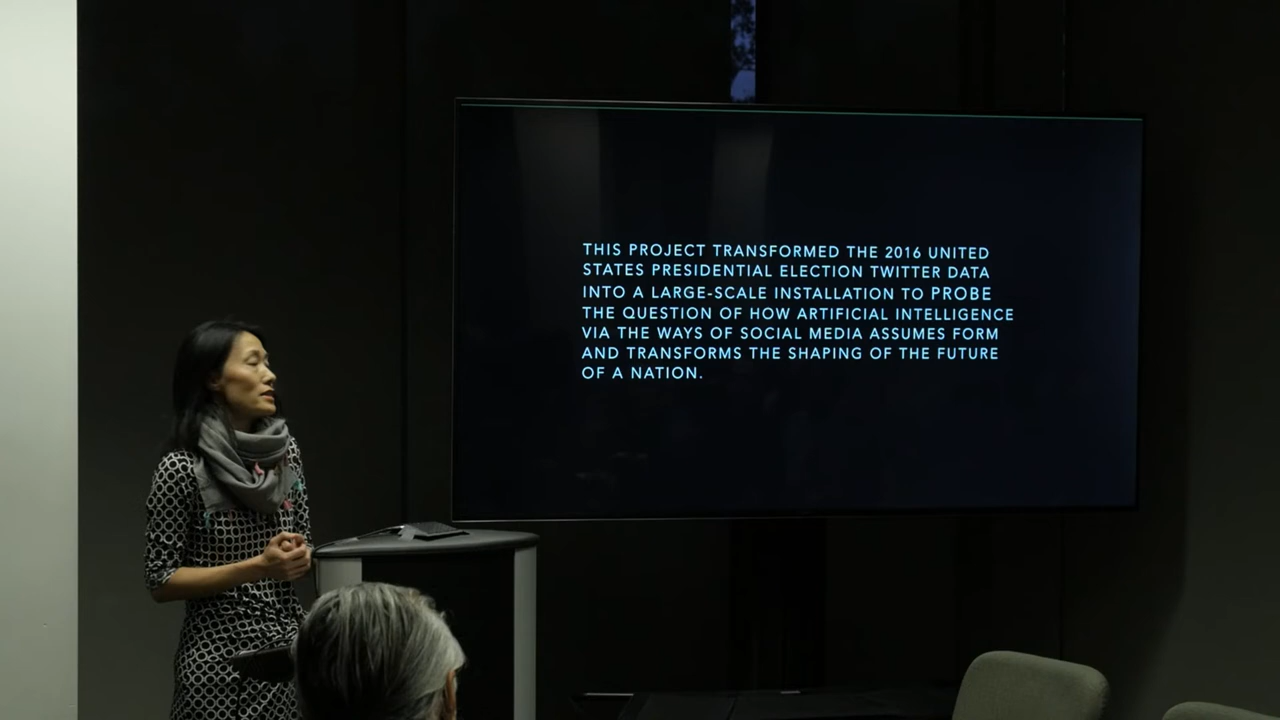 THIS PROJECT TRANSFORMED THE 2016 UNITED
STATES PRESIDENTIAL ELECTION TWITTER DATA
INTO A LARGE-SCALE INSTALLATION TO PROBE
THE QUESTION OF HOW ARTIFICIAL INTELLIGENCE
VIA THE WAYS OF SOCIAL MEDIA ASSUMES FORM
AND TRANSFORMS THE SHAPING OF THE FUTURE
OF A NATION.